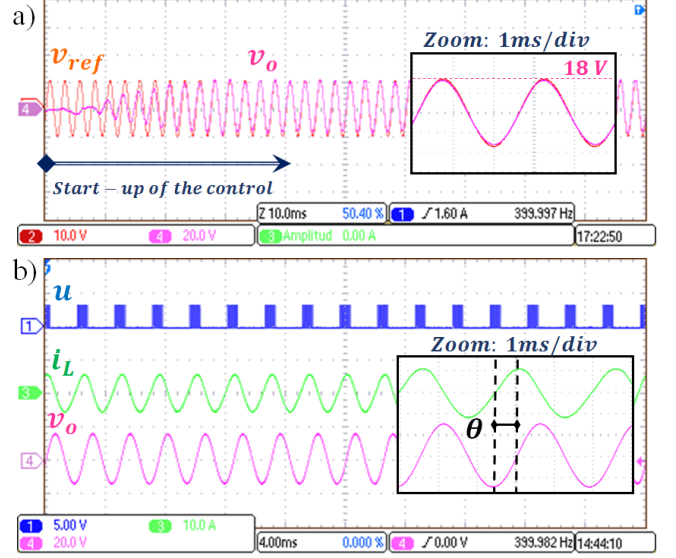 a)
Zoom: 1ms/div
v_ref
v_o
18 V
4
Start − up of the control
Z 10.0ms 50.40 % 1 1.60 A 399.997 Hz
2 10.0 V 4 20.0 V 3 Amplitud 0.00 A 17:22:50
b)
u
1
Zoom: 1ms/div
i_L
3
v_o
θ
4
1 5.00 V 3 10.0 A
4 20.0 V 4.00ms 0.000 % 4 0.00 V 399.982 Hz 14:44:10